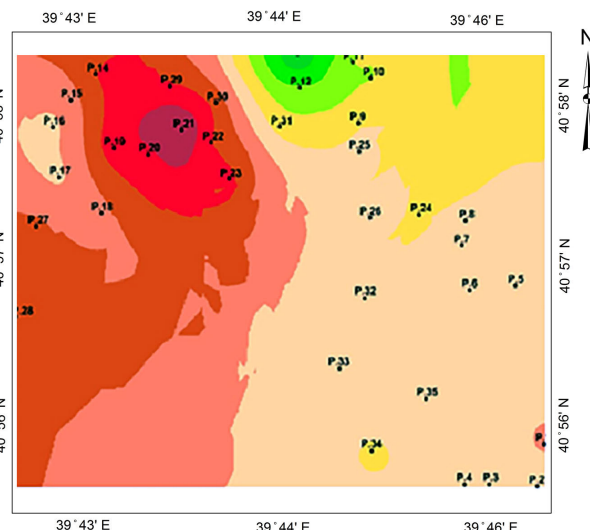 39°43' E 39°44' E 39°46' E
N
P.11
P.14
P.29
P.10
P.12
P.15
P.30
40°58' N
P.16
P.21
P.31
P.9
P.19
P.20
P.22
P.25
P.17
P.23
P.18
P.26
P.24
P.8
P.27
P.7
40°57' N
P.6
P.5
P.32
.28
P.33
P.35
40°56' N
P.34
P.
P.4
P.3
P.2
39°43' E 39°44' E 39°46' E